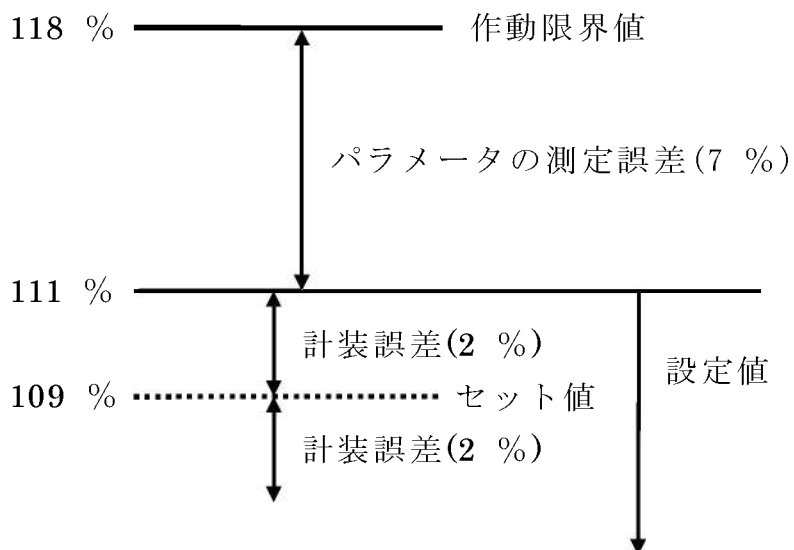 118 % 作動限界値
パラメータの測定誤差(7 %)
111 %
計装誤差(2 %)
設定値
109 % セット値
計装誤差(2 %)